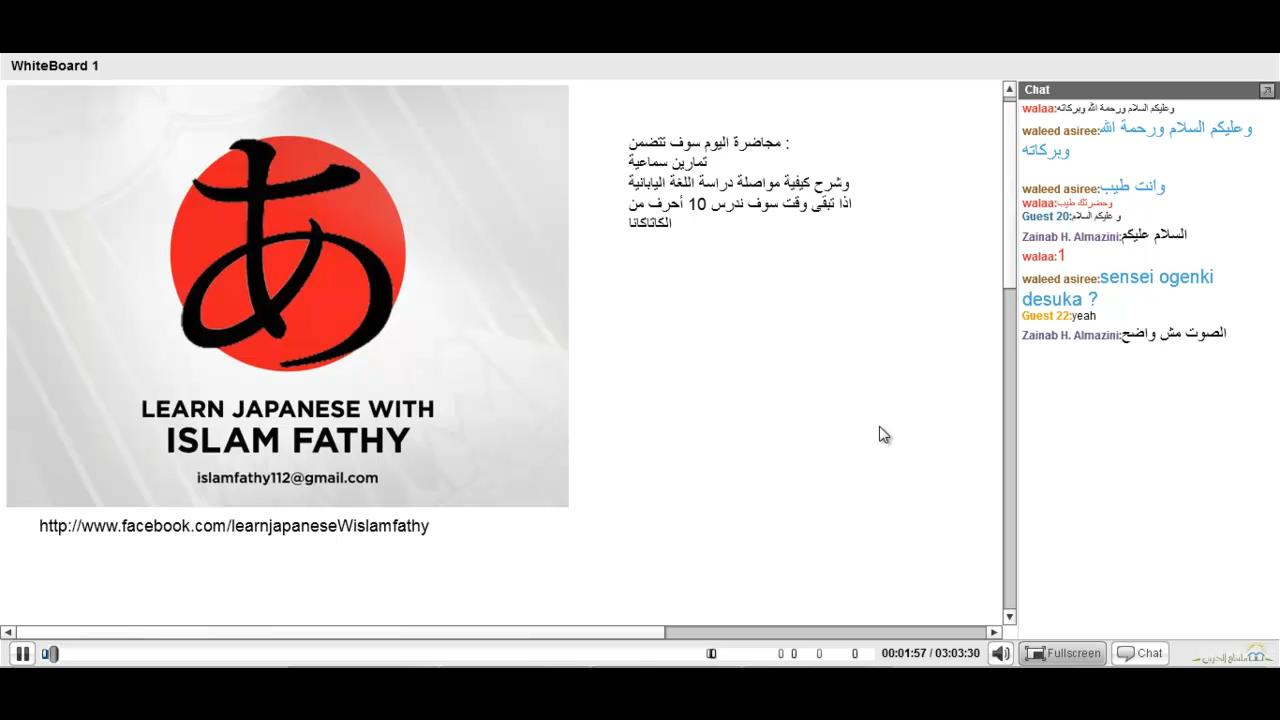 WhiteBoard 1
あ
LEARN JAPANESE WITH
ISLAM FATHY
islamfathy112@gmail.com
http://www.facebook.com/learnjapaneseWislamfathy
مجاضرة اليوم سوف تتضمن :
تمارين سماعية
وشرح كيفية مواصلة دراسة اللغة اليابانية
اذا تبقى وقت سوف ندرس 10 أحرف من
الكاتاكانا
Chat
walaa:وعليكم السلام ورحمة الله وبركاته
waleed asiree:وعليكم السلام ورحمة الله
وبركاته
waleed asiree:وانت طيب
walaa:وحضرتك طيب
Guest 20:و عليكم السلام
Zainab H. Almazini:السلام عليكم
walaa:1
waleed asiree:sensei ogenki
desuka ?
Guest 22:yeah
Zainab H. Almazini:الصوت مش واضح
00:01:57 / 03:03:30
Fullscreen
Chat